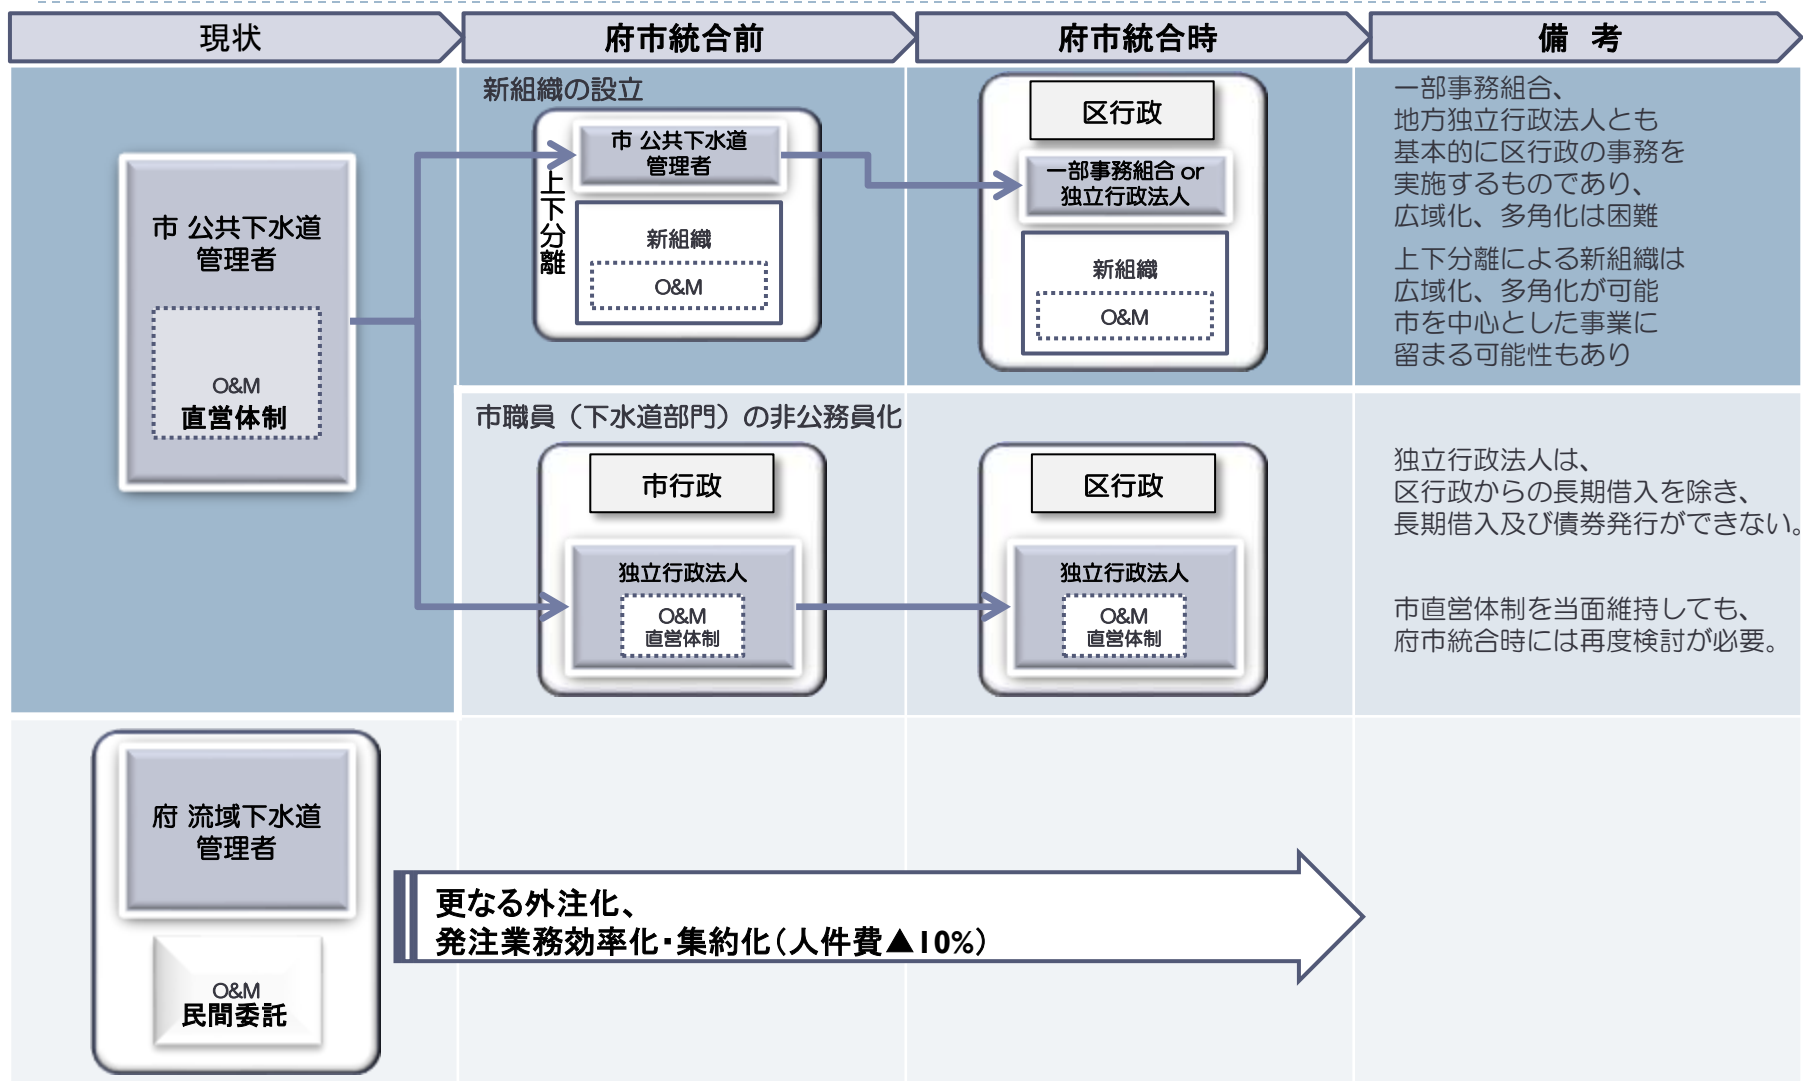 現状
府市統合前
府市統合時
備 考
市 公共下水道
管理者
O&M
直営体制
新組織の設立
市 公共下水道
管理者
上下分離
新組織
O&M
区行政
一部事務組合 or
独立行政法人
新組織
O&M
一部事務組合、
地方独立行政法人とも
基本的に区行政の事務を
実施するものであり、
広域化、多角化は困難
上下分離による新組織は
広域化、多角化が可能
市を中心とした事業に
留まる可能性もあり
市職員（下水道部門）の非公務員化
市行政
独立行政法人
O&M
直営体制
区行政
独立行政法人
O&M
直営体制
独立行政法人は、
区行政からの長期借入を除き、
長期借入及び債券発行ができない。
市直営体制を当面維持しても、
府市統合時には再度検討が必要。
府 流域下水道
管理者
O&M
民間委託
更なる外注化、
発注業務効率化・集約化（人件費▲10%）